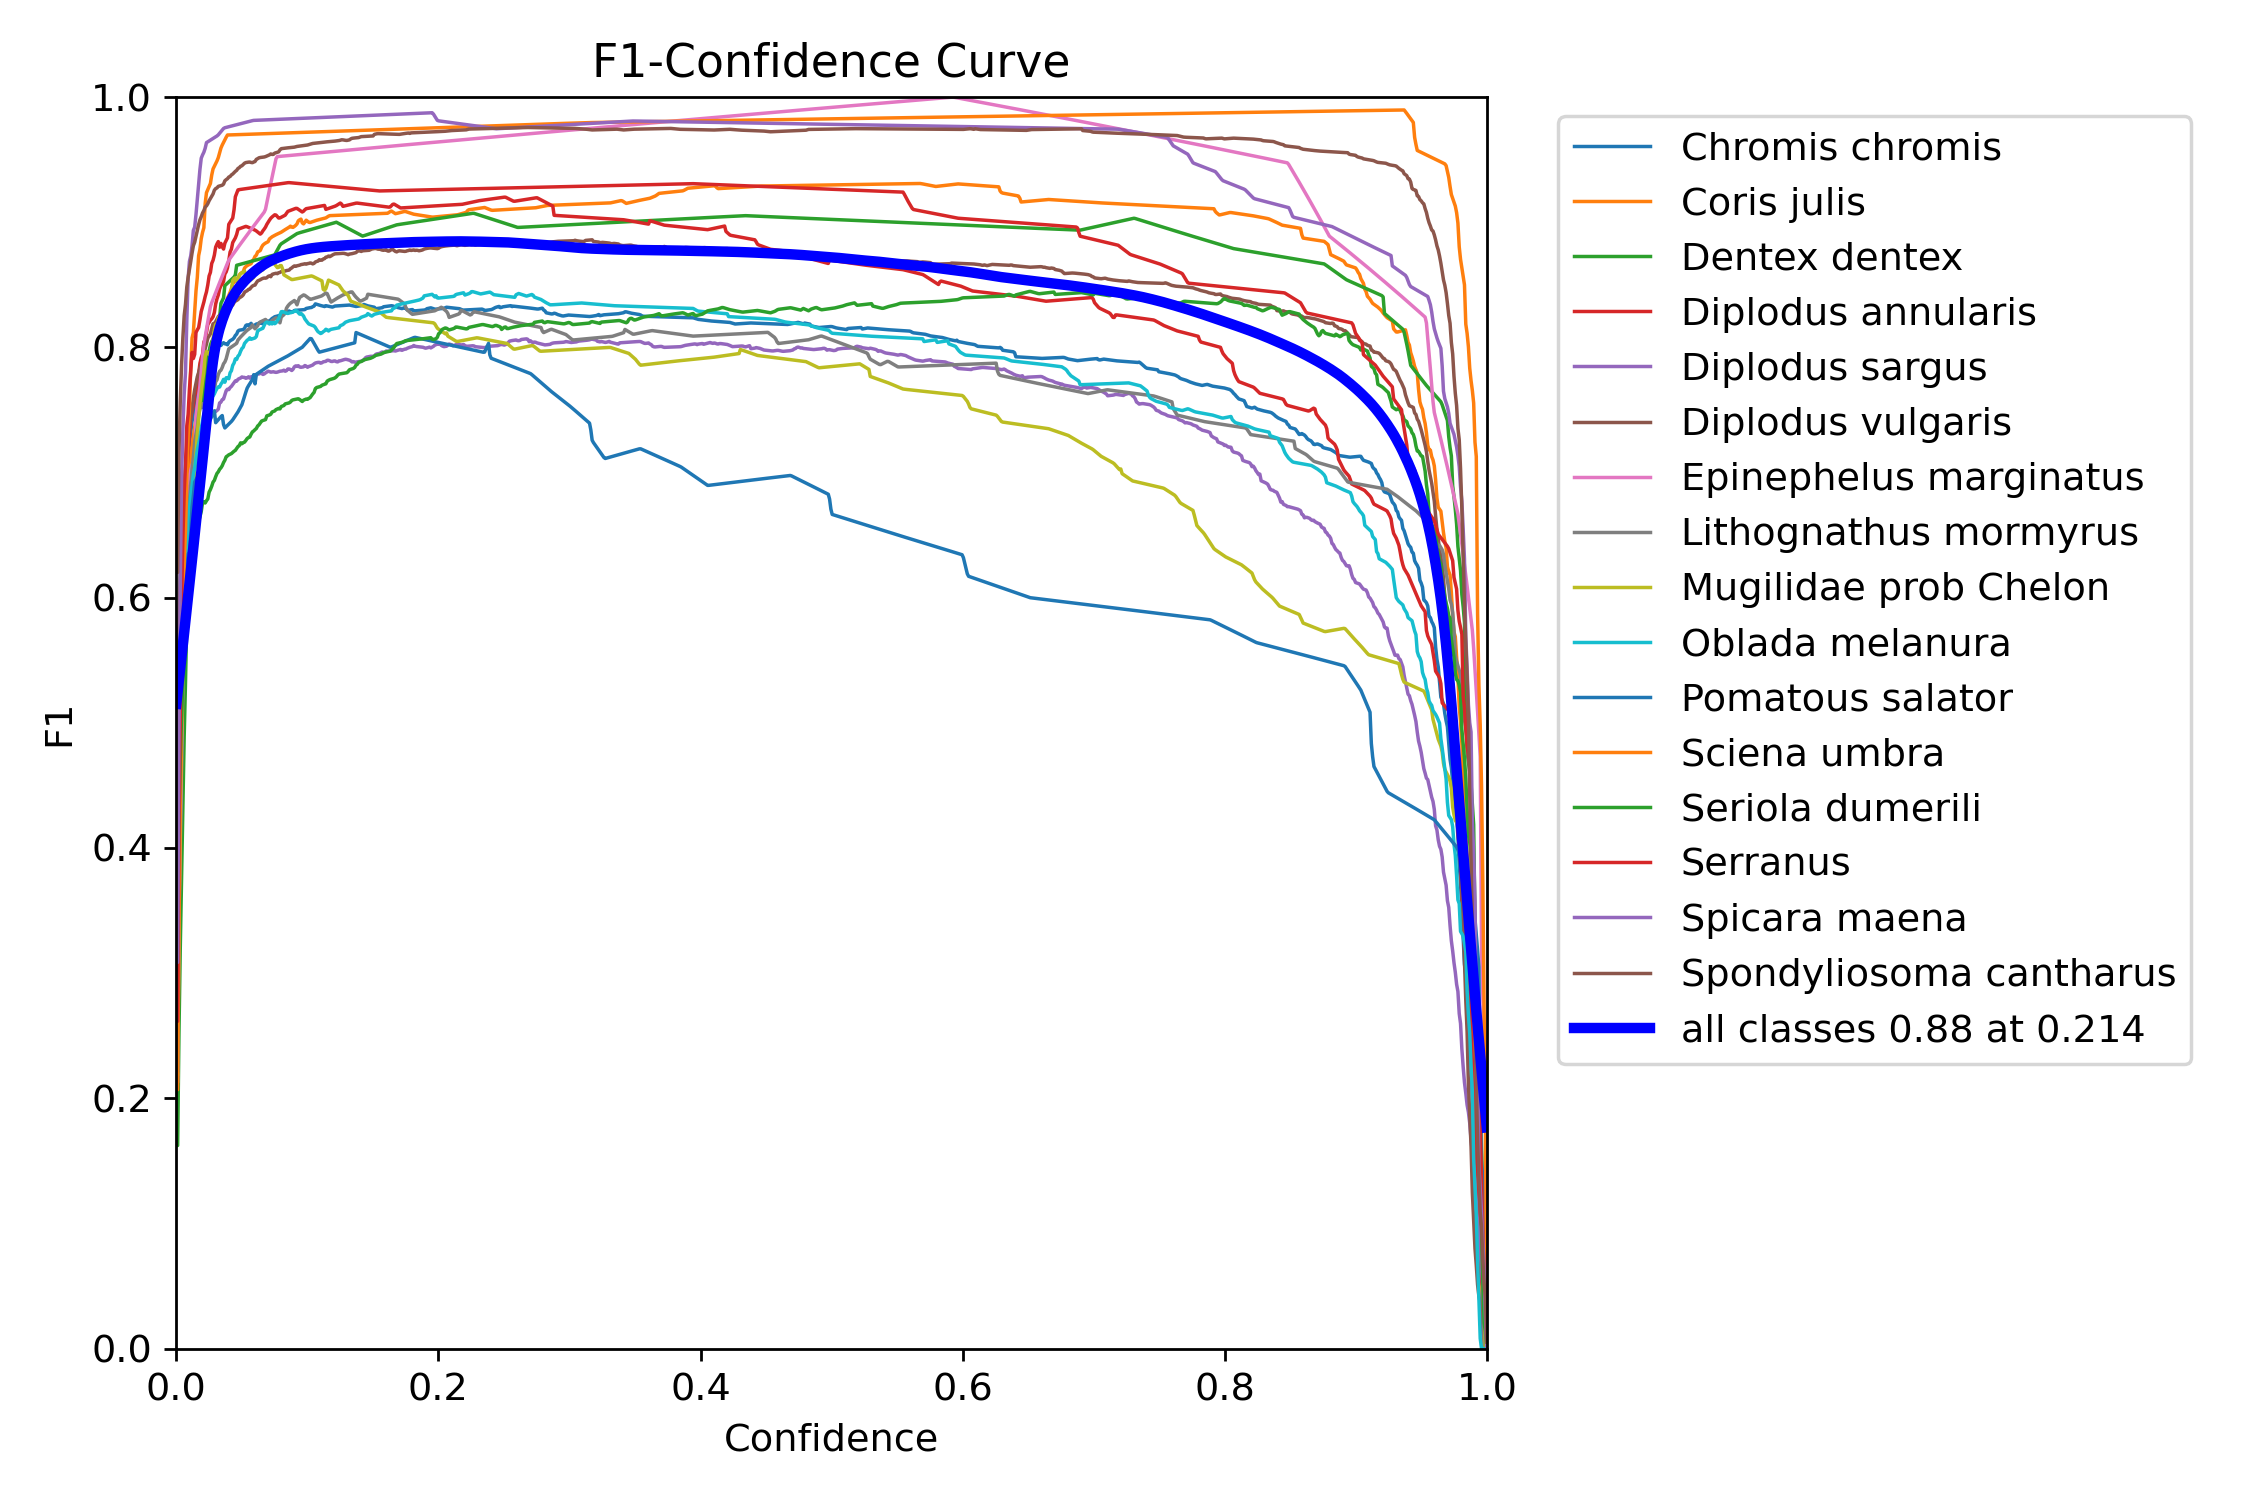 F1-Confidence Curve
1.0
0.8
0.6
0.4
0.2
0.0
F1
0.0 0.2 0.4 0.6 0.8 1.0
Confidence
Chromis chromis
Coris julis
Dentex dentex
Diplodus annularis
Diplodus sargus
Diplodus vulgaris
Epinephelus marginatus
Lithognathus mormyrus
Mugilidae prob Chelon
Oblada melanura
Pomatous salator
Sciena umbra
Seriola dumerili
Serranus
Spicara maena
Spondyliosoma cantharus
all classes 0.88 at 0.214